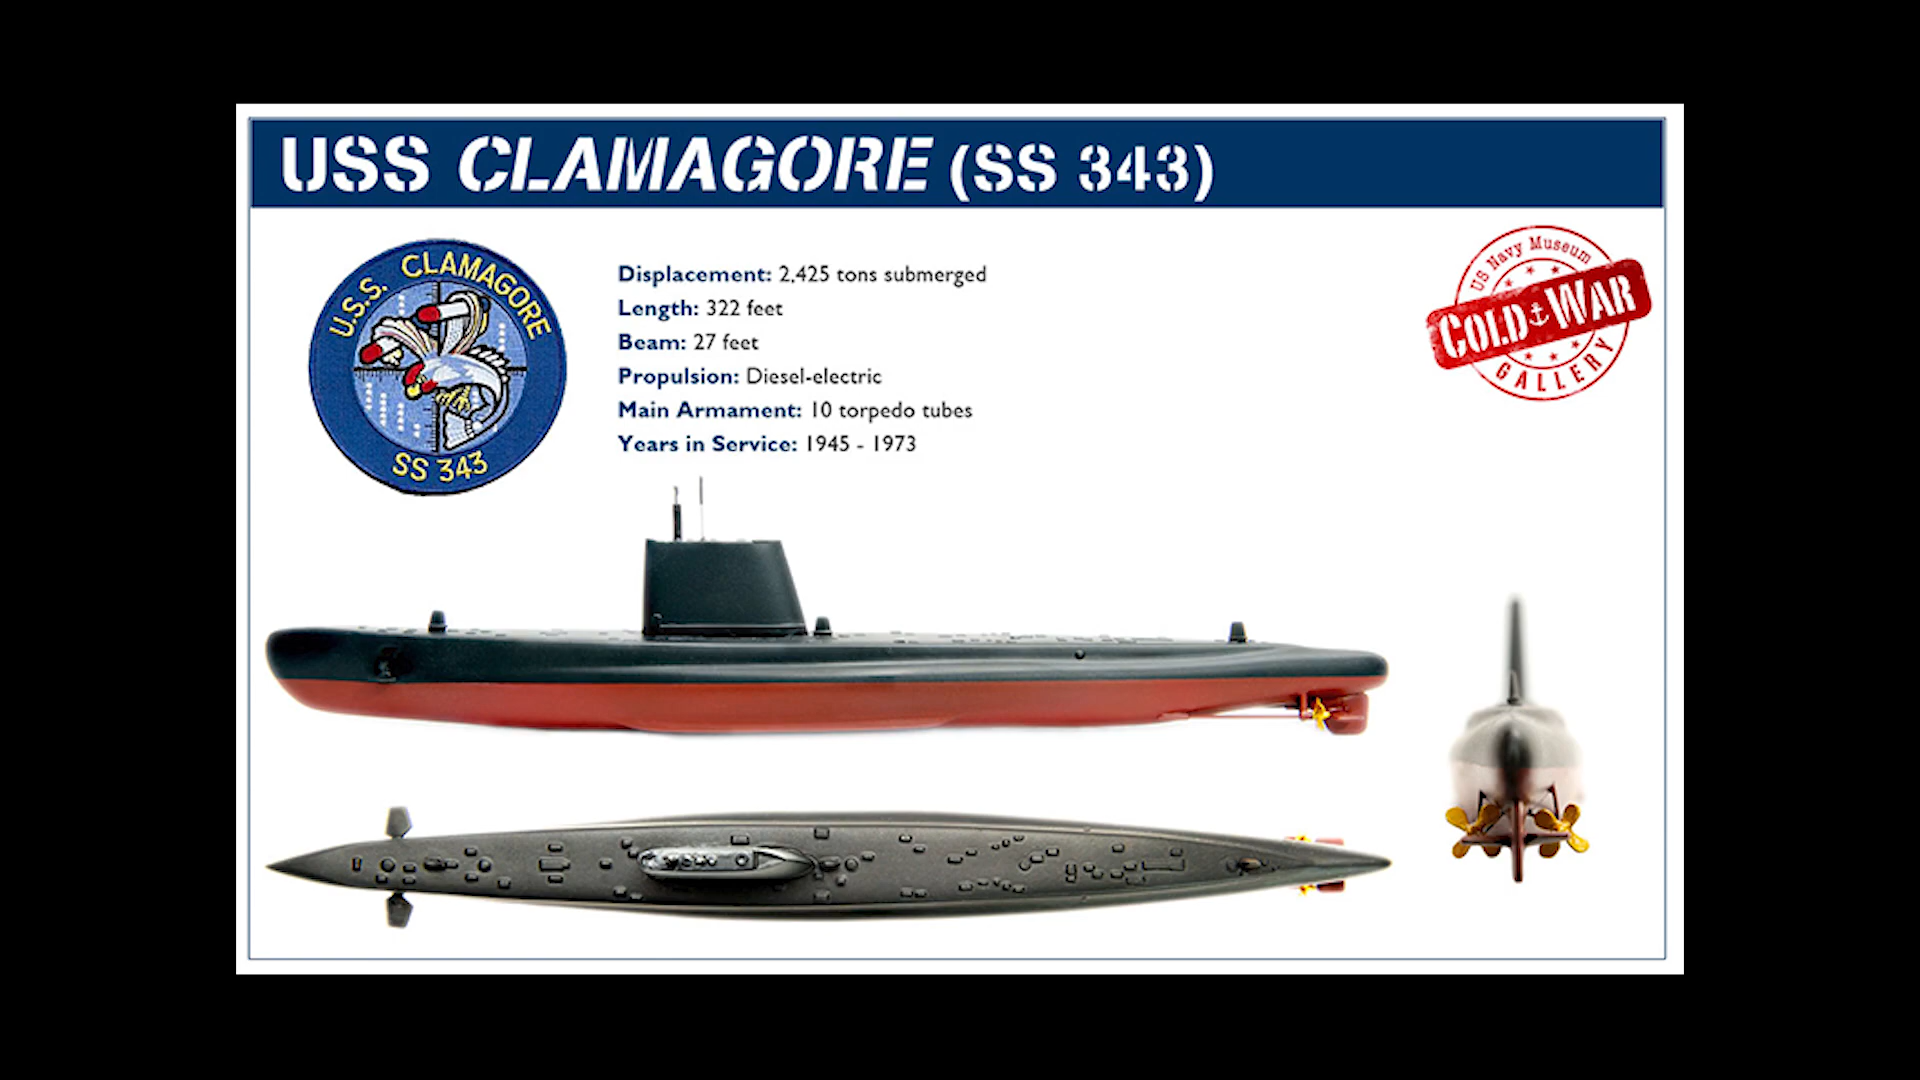 USS CLAMAGORE (SS 343)
U.S.S. CLAMAGORE
SS 343
Displacement: 2,425 tons submerged
Length: 322 feet
Beam: 27 feet
Propulsion: Diesel-electric
Main Armament: 10 torpedo tubes
Years in Service: 1945 - 1973
US Navy Museum
COLD WAR
GALLERY